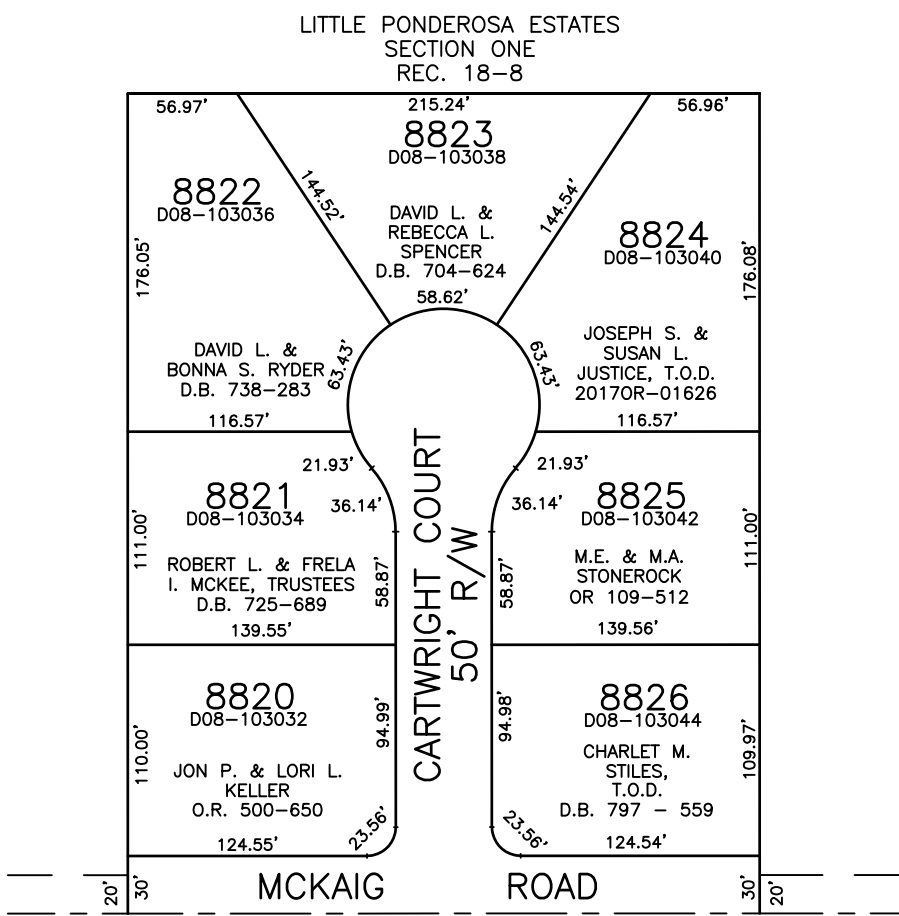 LITTLE PONDEROSA ESTATES
SECTION ONE
REC. 18-8
56.97'
215.24'
56.96'
8823
D08-103038
144.52'
144.54'
8822
D08-103036
DAVID L. &
REBECCA L.
SPENCER
D.B. 704-624
58.62'
8824
D08-103040
176.05'
176.08'
DAVID L. &
BONNA S. RYDER
D.B. 738-283
63.43'
63.43'
JOSEPH S. &
SUSAN L.
JUSTICE, T.O.D.
2017OR-01626
116.57'
116.57'
21.93'
21.93'
8821
D08-103034
36.14'
36.14'
8825
D08-103042
111.00'
111.00'
ROBERT L. & FRELA
I. MCKEE, TRUSTEES
D.B. 725-689
58.87'
58.87'
M.E. & M.A.
STONEROCK
OR 109-512
139.55'
139.56'
CARTWRIGHT COURT
50' R/W
8820
D08-103032
94.99'
94.98'
8826
D08-103044
110.00'
109.97'
JON P. & LORI L.
KELLER
O.R. 500-650
CHARLET M.
STILES,
T.O.D.
D.B. 797 - 559
124.55'
23.56'
23.56'
124.54'
20'
30'
MCKAIG ROAD
30'
20'